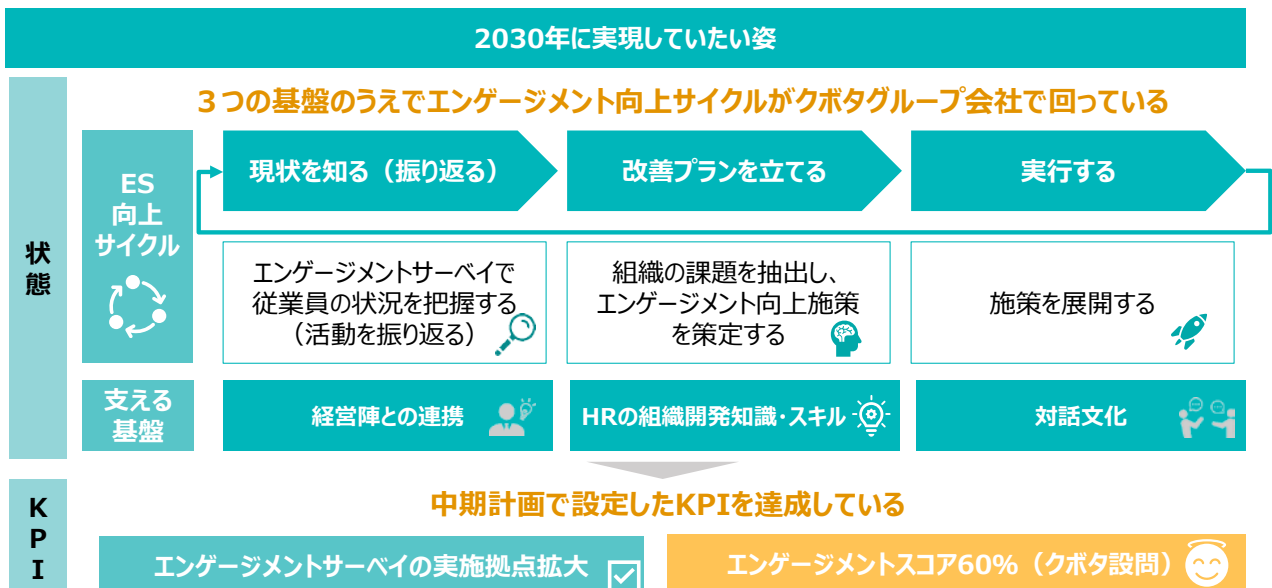 2030年に実現していたい姿
状態
３つの基盤のうえでエンゲージメント向上サイクルがクボタグループ会社で回っている
ES
向上
サイクル
現状を知る（振り返る）
改善プランを立てる
実行する
エンゲージメントサーベイで
従業員の状況を把握する
（活動を振り返る）
組織の課題を抽出し、
エンゲージメント向上施策
を策定する
施策を展開する
支える
基盤
経営陣との連携
HRの組織開発知識・スキル
対話文化
KPI
中期計画で設定したKPIを達成している
エンゲージメントサーベイの実施拠点拡大
エンゲージメントスコア60%（クボタ設問）